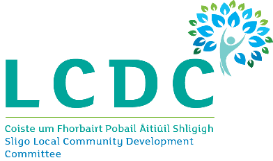 LCDC
Coiste um Fhorbairt Pobail Áitiúil Shligigh
Sligo Local Community Development
Committee